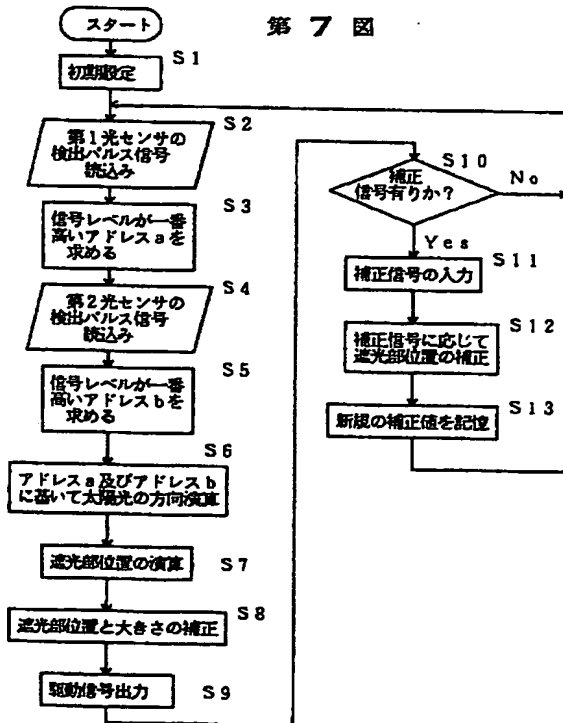 第7図
スタート
S1
初期設定
S2
第1光センサの
検出パルス信号
読込み
S3
信号レベルが一番
高いアドレスaを
求める
S4
第2光センサの
検出パルス信号
読込み
S5
信号レベルが一番
高いアドレスbを
求める
S6
アドレスa及びアドレスb
に基いて太陽光の方向演算
遮光部位置の演算
S7
S8
遮光部位置と大きさの補正
駆動信号出力
S9
S10
補正
信号有りか?
No
Yes
S11
補正信号の入力
S12
補正信号に応じて
遮光部位置の補正
S13
新規の補正値を記憶